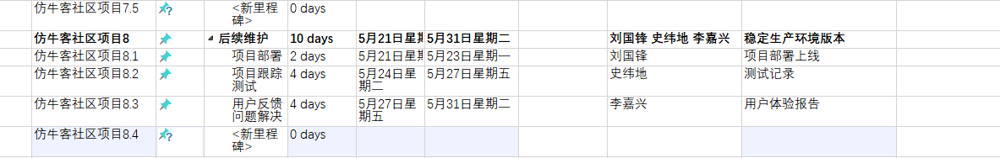 仿牛客社区项目7.5 <新里程碑> 0 days
仿牛客社区项目8 后续维护 10 days 5月21日星期 5月31日星期二 刘国锋 史纬地 李嘉兴 稳定生产环境版本
仿牛客社区项目8.1 项目部署 2 days 5月21日星期 5月23日星期一 刘国锋 项目部署上线
仿牛客社区项目8.2 项目跟踪测试 4 days 5月24日星期二 5月27日星期五 史纬地 测试记录
仿牛客社区项目8.3 用户反馈问题解决 4 days 5月27日星期五 5月31日星期二 李嘉兴 用户体验报告
仿牛客社区项目8.4 <新里程碑> 0 days